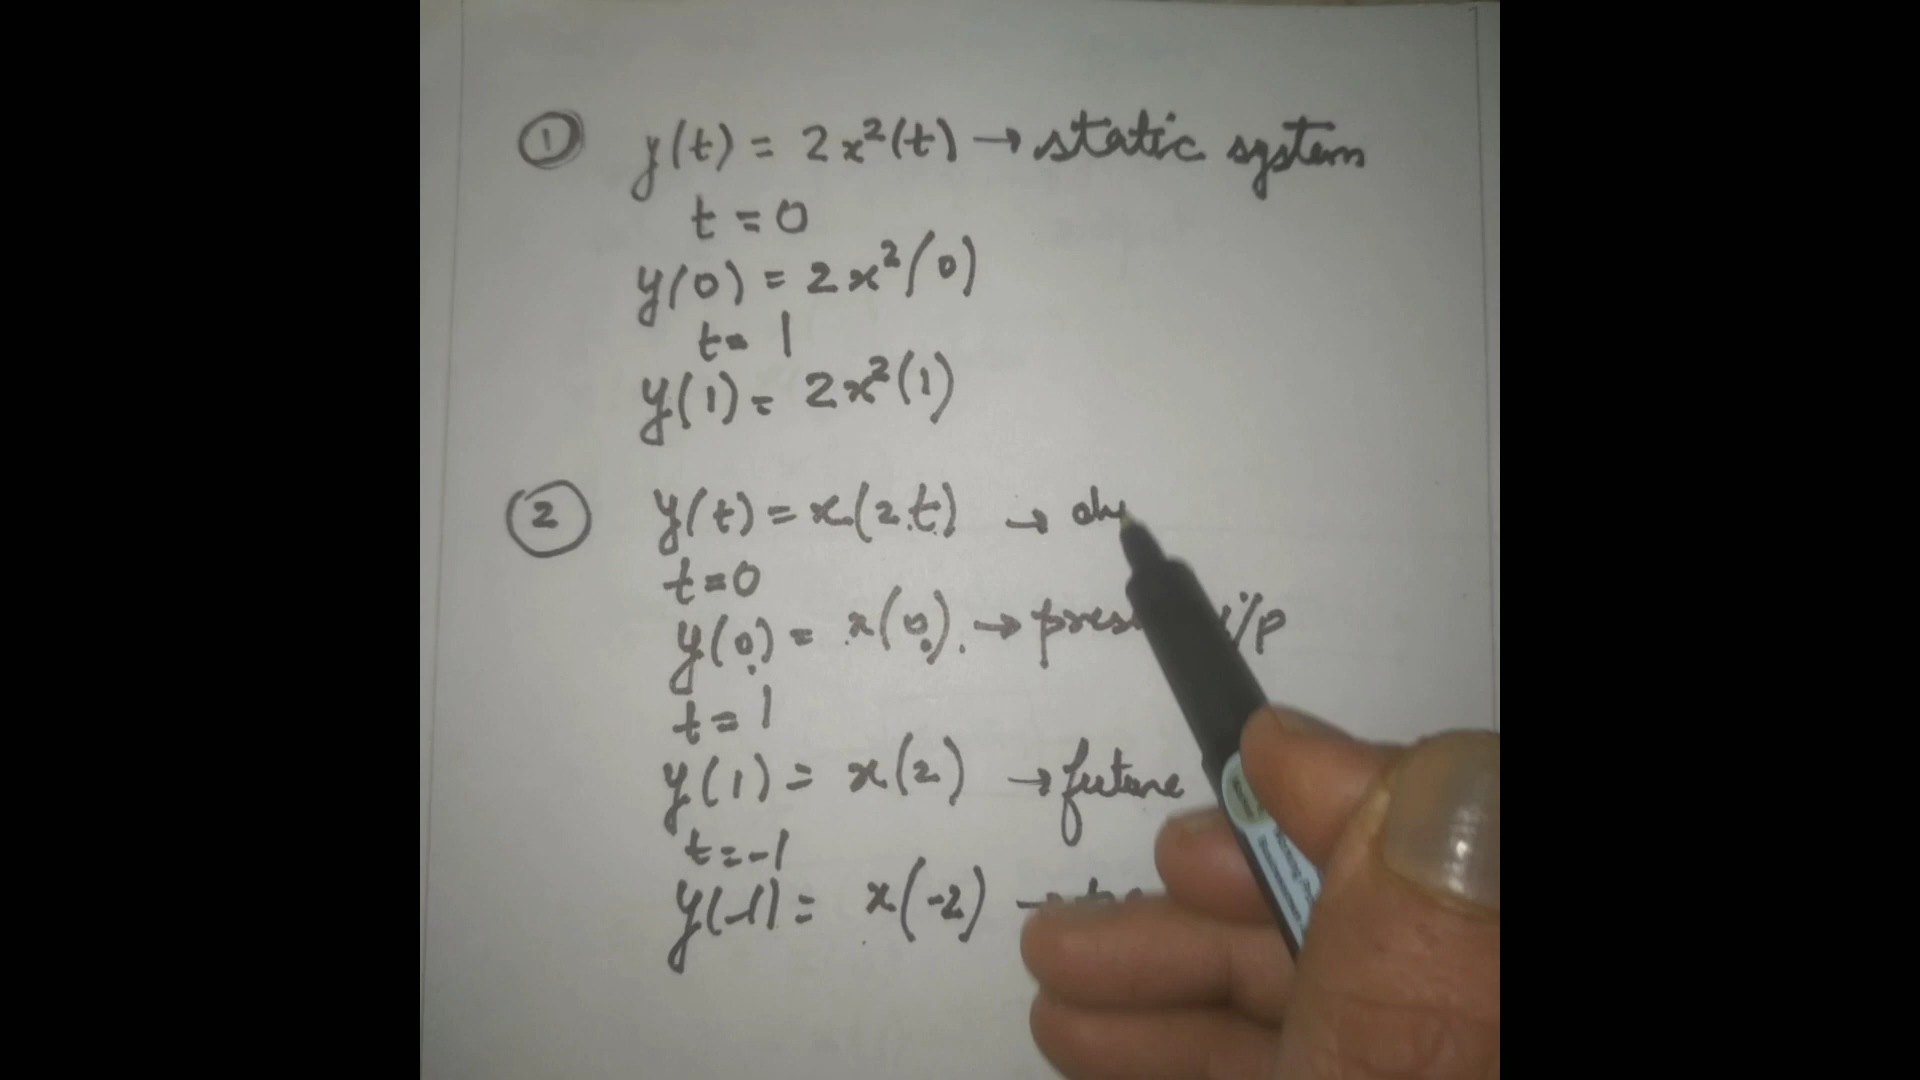 ① y(t) = 2x²(t) → static system
t = 0
y(0) = 2x²(0)
t = 1
y(1) = 2x²(1)
② y(t) = x(2t) → dy
t = 0
y(0) = x(0). → i/p
t = 1
y(1) = x(2) → future
t = -1
y(-1) = x(-2) →